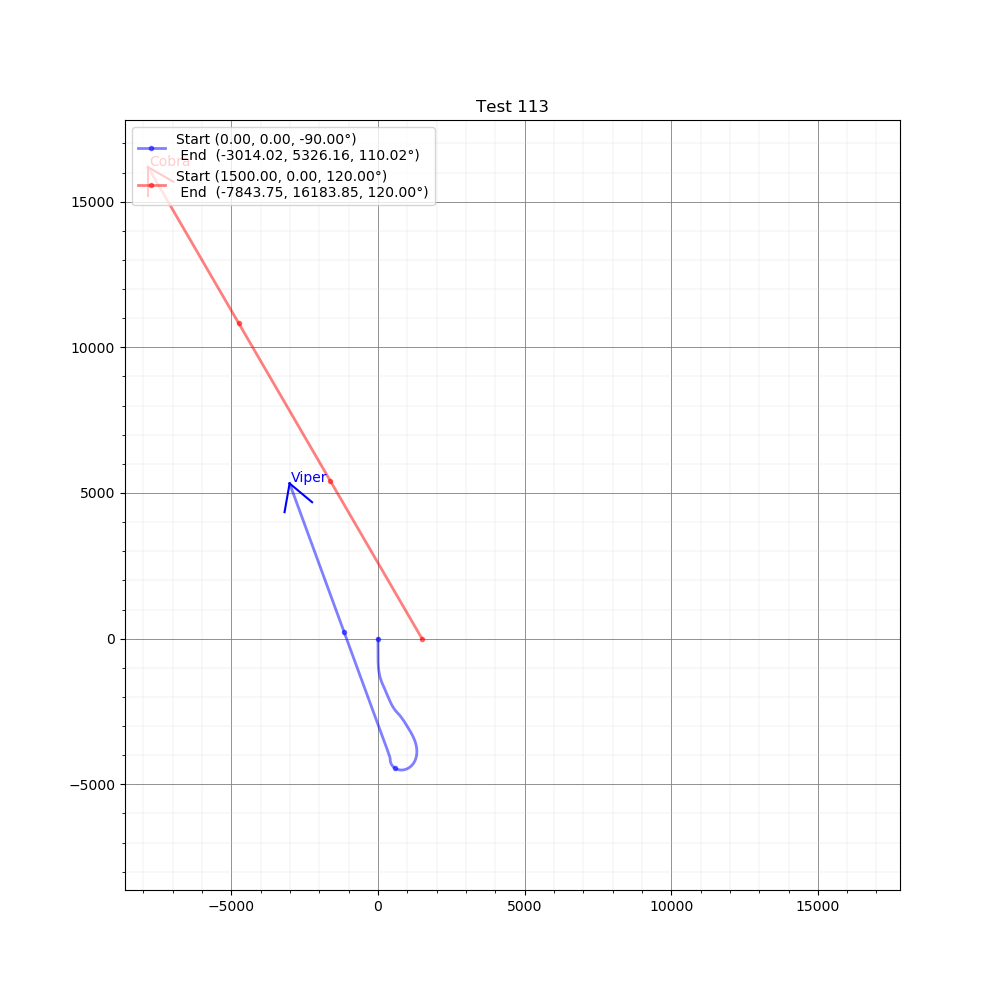 Test 113
Start (0.00, 0.00, -90.00°)
End (-3014.02, 5326.16, 110.02°)
Cobra
Start (1500.00, 0.00, 120.00°)
End (-7843.75, 16183.85, 120.00°)
15000
10000
Viper
5000
0
−5000
−5000 0 5000 10000 15000